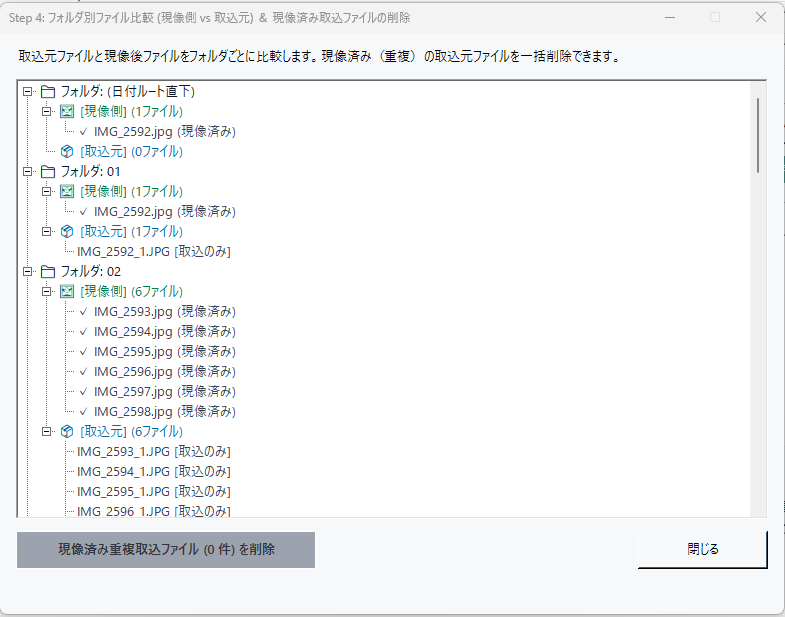 Step 4: フォルダ別ファイル比較 (現像側 vs 取込元) & 現像済み取込ファイルの削除
取込元ファイルと現像後ファイルをフォルダごとに比較します。現像済み（重複）の取込元ファイルを一括削除できます。
フォルダ: (日付ルート直下)
[現像側] (1ファイル)
✓ IMG_2592.jpg (現像済み)
[取込元] (0ファイル)
フォルダ: 01
[現像側] (1ファイル)
✓ IMG_2592.jpg (現像済み)
[取込元] (1ファイル)
IMG_2592_1.JPG [取込のみ]
フォルダ: 02
[現像側] (6ファイル)
✓ IMG_2593.jpg (現像済み)
✓ IMG_2594.jpg (現像済み)
✓ IMG_2595.jpg (現像済み)
✓ IMG_2596.jpg (現像済み)
✓ IMG_2597.jpg (現像済み)
✓ IMG_2598.jpg (現像済み)
[取込元] (6ファイル)
IMG_2593_1.JPG [取込のみ]
IMG_2594_1.JPG [取込のみ]
IMG_2595_1.JPG [取込のみ]
IMG_2596_1.JPG [取込のみ]
現像済み重複取込ファイル (0 件) を削除
閉じる